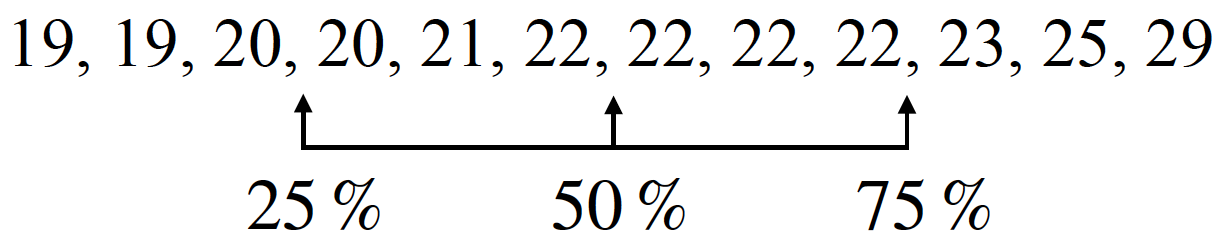 19, 19, 20, 20, 21, 22, 22, 22, 22, 23, 25, 29
25 % 50 % 75 %